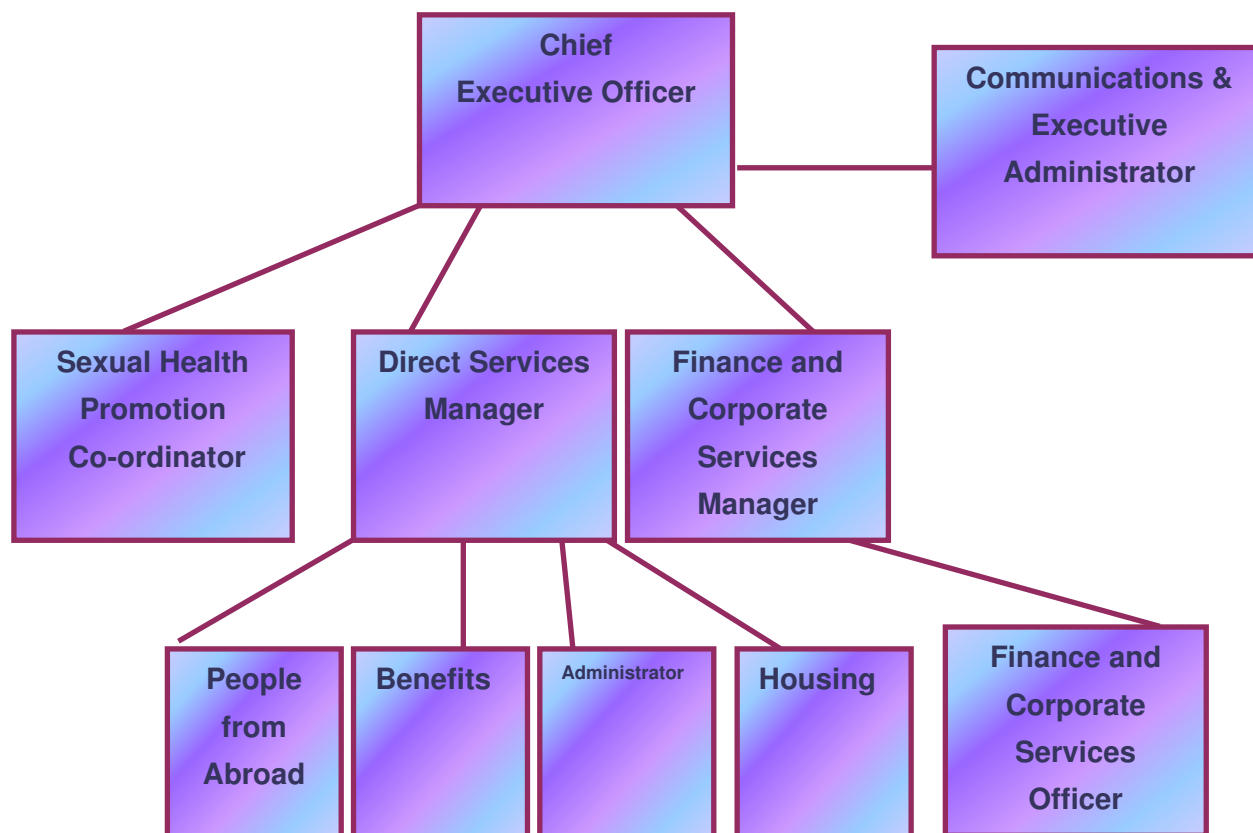 Chief
Executive Officer
Communications &
Executive
Administrator
Sexual Health
Promotion
Co-ordinator
Direct Services
Manager
Finance and
Corporate
Services
Manager
People
from
Abroad
Benefits
Administrator
Housing
Finance and
Corporate
Services
Officer